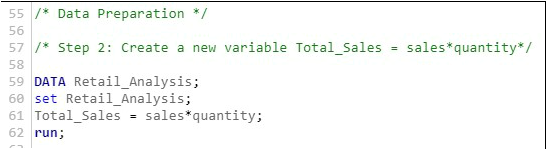 55 /* Data Preparation */
56
57 /* Step 2: Create a new variable Total_Sales = sales*quantity*/
58
59 DATA Retail_Analysis;
60 set Retail_Analysis;
61 Total_Sales = sales*quantity;
62 run;